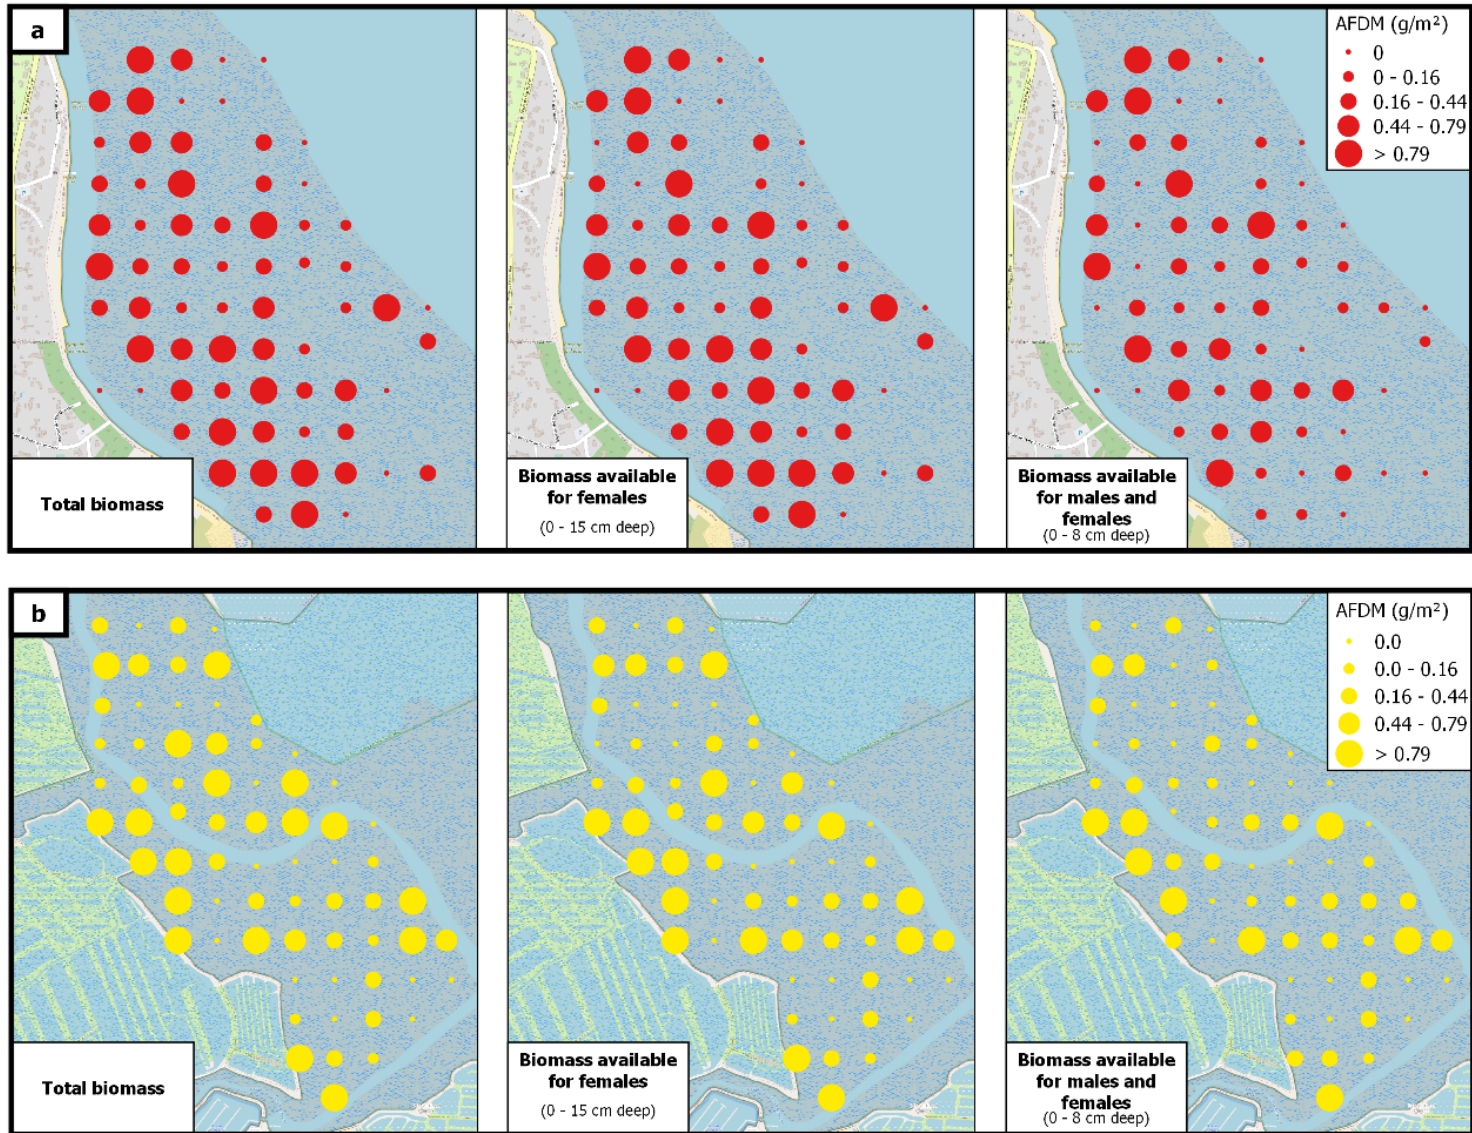 a
AFDM (g/m²)
0
0 - 0.16
0.16 - 0.44
0.44 - 0.79
> 0.79
Total biomass
Biomass available
for females
(0 - 15 cm deep)
Biomass available
for males and
females
(0 - 8 cm deep)
b
AFDM (g/m²)
0.0
0.0 - 0.16
0.16 - 0.44
0.44 - 0.79
> 0.79
Total biomass
Biomass available
for females
(0 - 15 cm deep)
Biomass available
for males and
females
(0 - 8 cm deep)